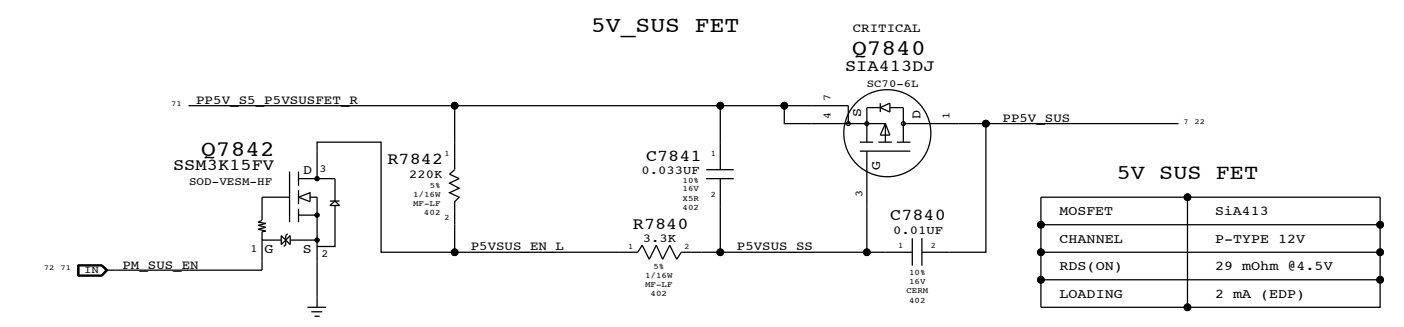 5V_SUS FET
CRITICAL
Q7840
SIA413DJ
SC70-6L
71 PP5V_S5_P5VSUSFET_R
7
4
S
D
G
1
3
PP5V_SUS
7 22
Q7842
SSM3K15FV
SOD-VESM-HF
D
3
1
G
S
2
R7842
220K
5%
1/16W
MF-LF
402
1
2
C7841
0.033UF
10%
16V
X5R
402
1
2
R7840
3.3K
1
2
5%
1/16W
MF-LF
402
P5VSUS_EN_L
P5VSUS_SS
C7840
0.01UF
1
2
10%
16V
CERM
402
72 71 IN PM_SUS_EN
5V SUS FET
MOSFET SiA413
CHANNEL P-TYPE 12V
RDS(ON) 29 mOhm @4.5V
LOADING 2 mA (EDP)